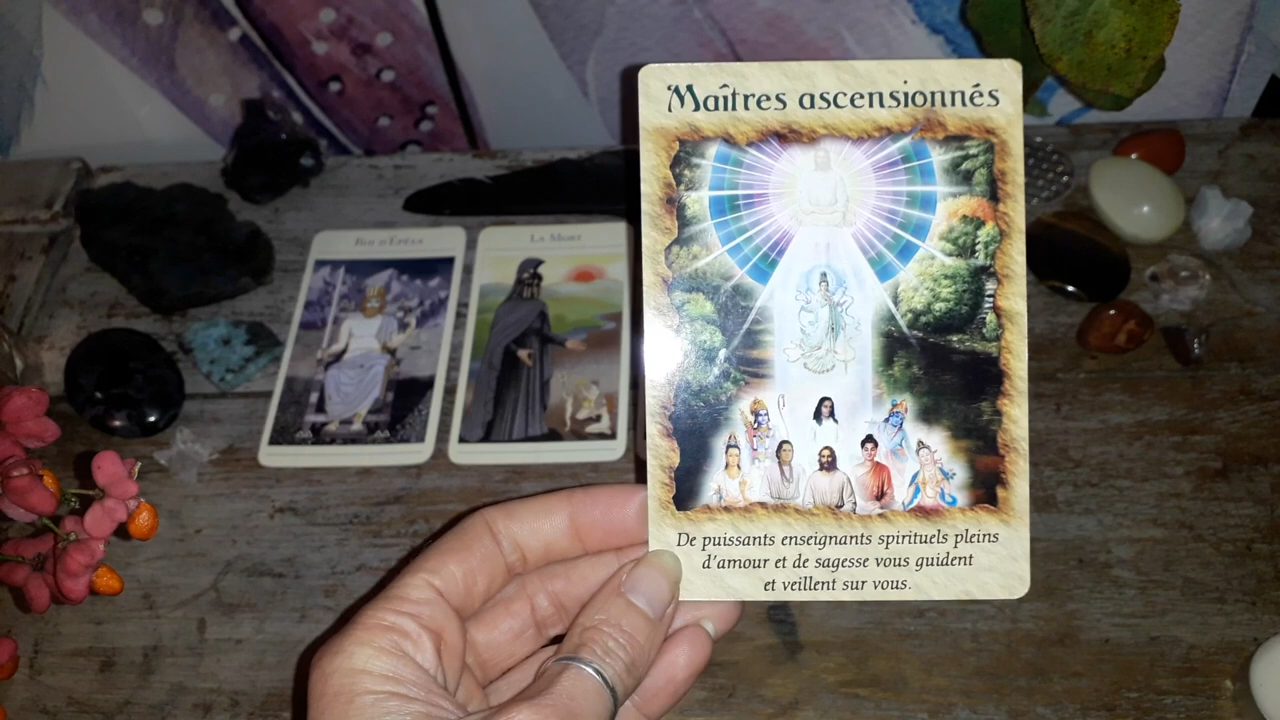 Maîtres ascensionnés
Roi d'Épées
La Mort
De puissants enseignants spirituels pleins
d'amour et de sagesse vous guident
et veillent sur vous.